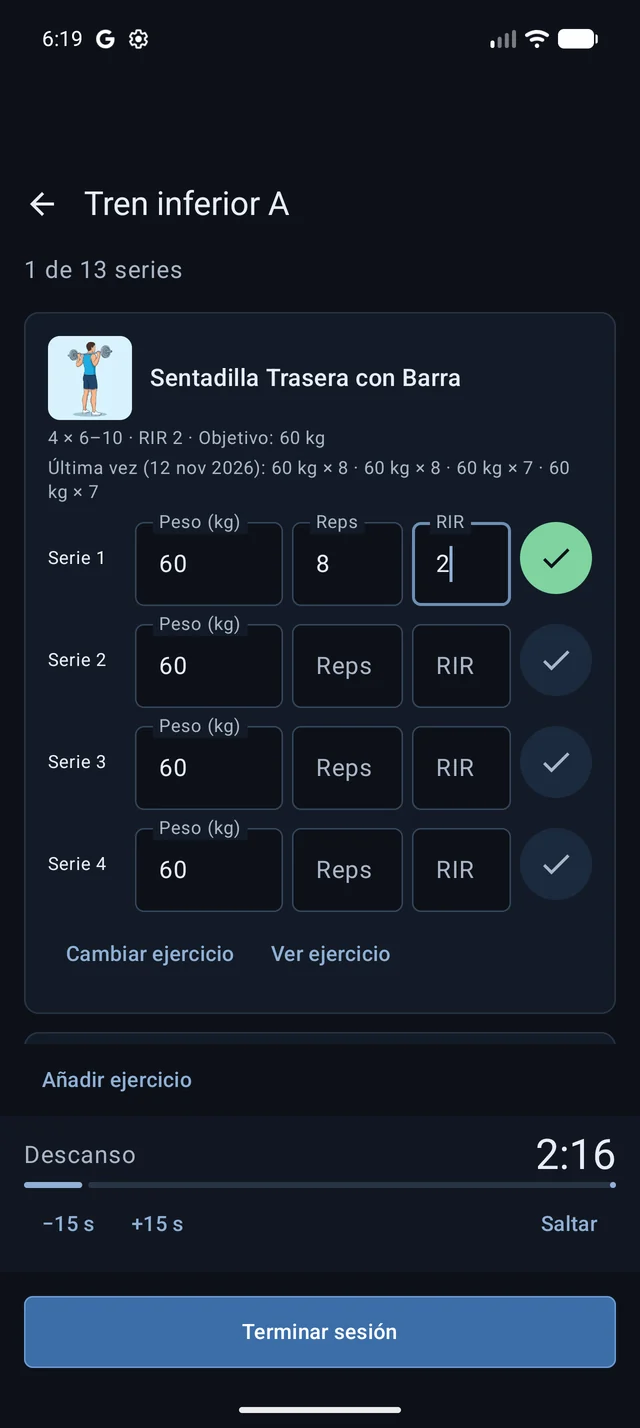 6:19 G
Tren inferior A
1 de 13 series
Sentadilla Trasera con Barra
4 × 6–10 · RIR 2 · Objetivo: 60 kg
Última vez (12 nov 2026): 60 kg × 8 · 60 kg × 8 · 60 kg × 7 · 60
kg × 7
Peso (kg) Reps RIR
Serie 1 60 8 2
Peso (kg)
Serie 2 60 Reps RIR
Peso (kg)
Serie 3 60 Reps RIR
Peso (kg)
Serie 4 60 Reps RIR
Cambiar ejercicio Ver ejercicio
Añadir ejercicio
Descanso 2:16
−15 s +15 s Saltar
Terminar sesión